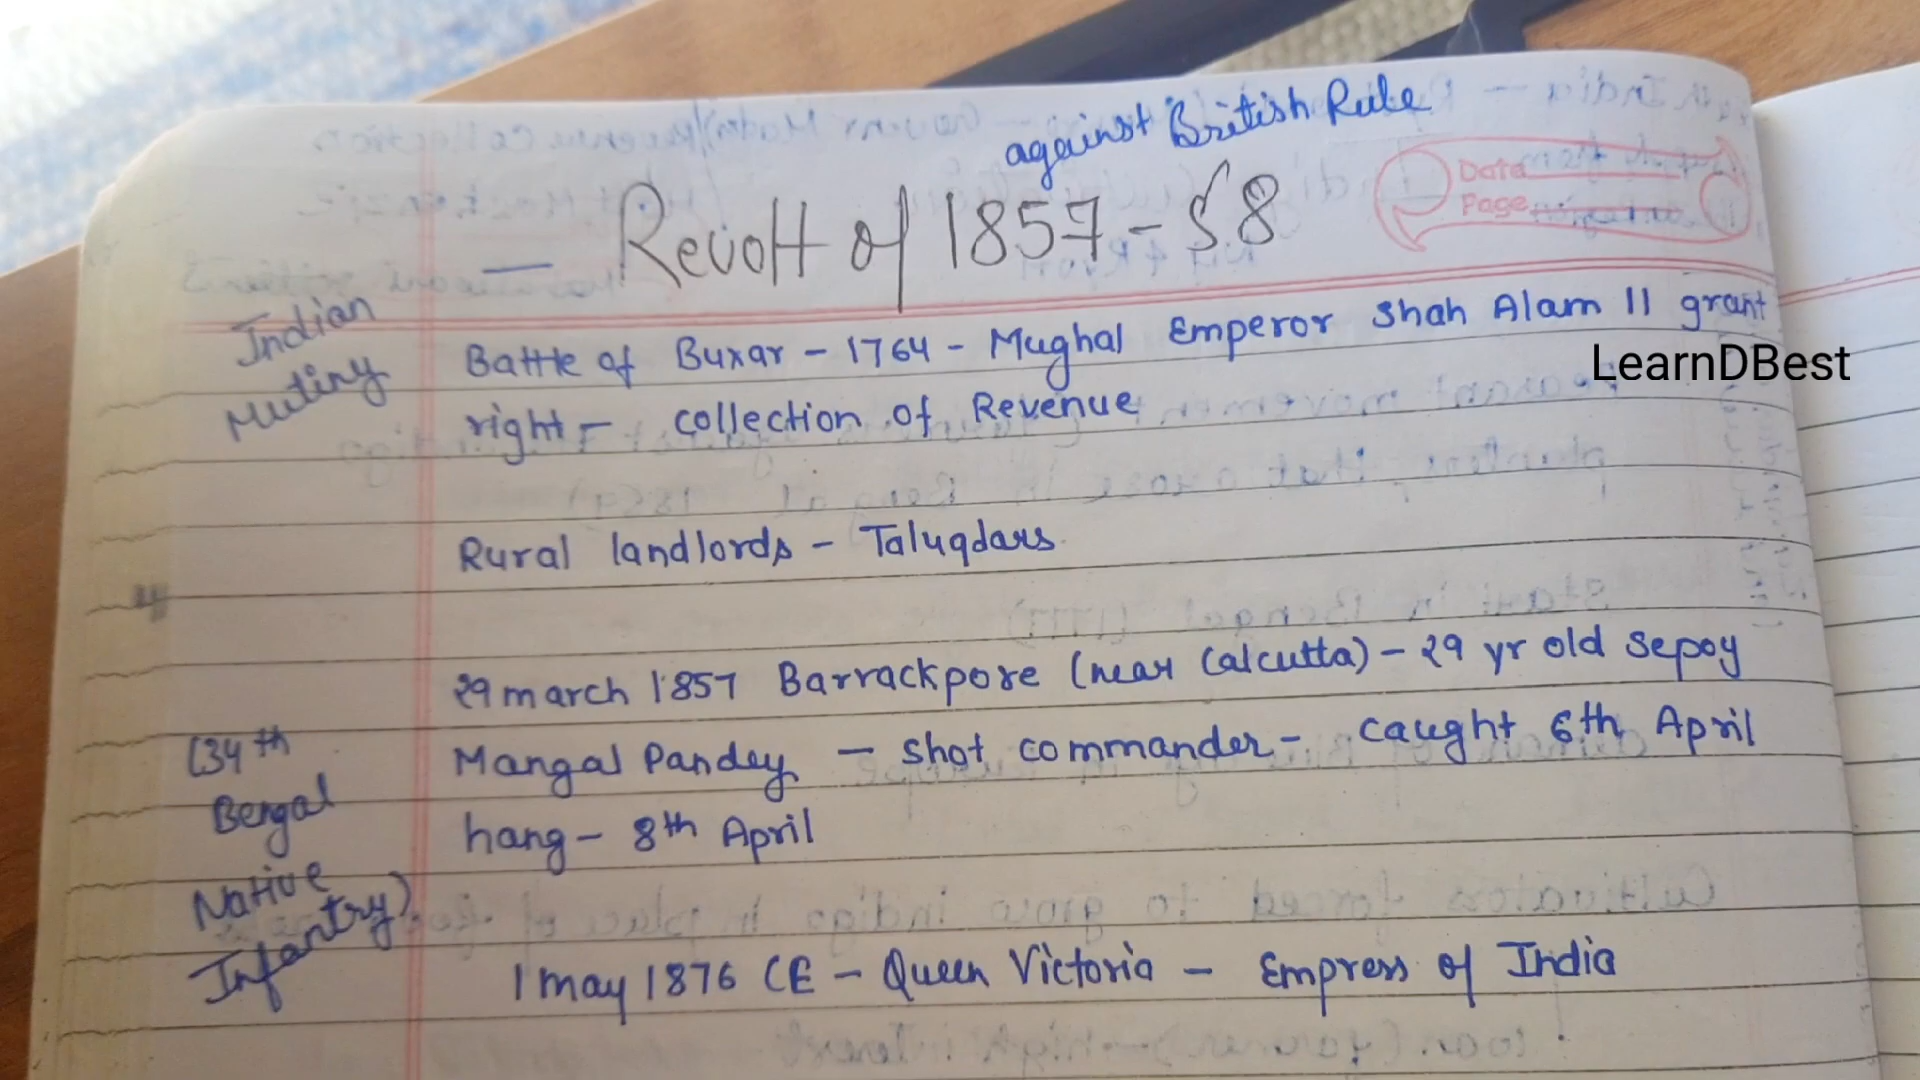 against British Rule
— Revolt of 1857-58
Date
Page
Indian
Mutiny
Battle of Buxar - 1764 - Mughal Emperor Shah Alam II grant
right - collection of Revenue
LearnDBest
Rural landlords - Taluqdars
29 march 1857 Barrackpore (near Calcutta) - 29 yr old sepoy
(34th
Bengal
Native
Infantry)
Mangal Pandey - shot commander - caught 6th April
hang - 8th April
1 may 1876 CE - Queen Victoria - Empress of India